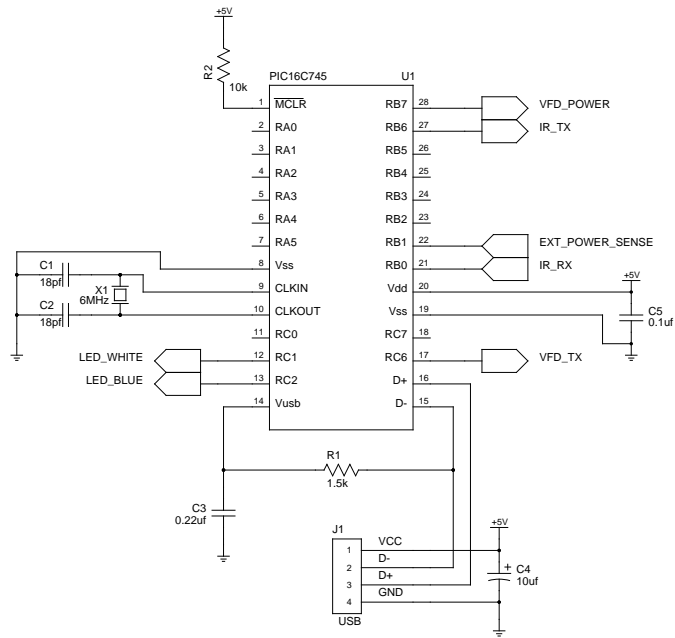 +5V
R2
10k
PIC16C745
U1
1
MCLR
RB7
28
VFD_POWER
2
RA0
RB6
27
IR_TX
3
RA1
RB5
26
4
RA2
RB4
25
5
RA3
RB3
24
6
RA4
RB2
23
7
RA5
RB1
22
EXT_POWER_SENSE
8
Vss
RB0
21
IR_RX
C1
18pf
X1
6MHz
9
CLKIN
Vdd
20
+5V
C2
18pf
10
CLKOUT
Vss
19
C5
0.1uf
11
RC0
RC7
18
LED_WHITE
12
RC1
RC6
17
VFD_TX
LED_BLUE
13
RC2
D+
16
14
Vusb
D-
15
R1
1.5k
C3
0.22uf
+5V
J1
1
VCC
2
D-
3
D+
4
GND
USB
+
C4
10uf